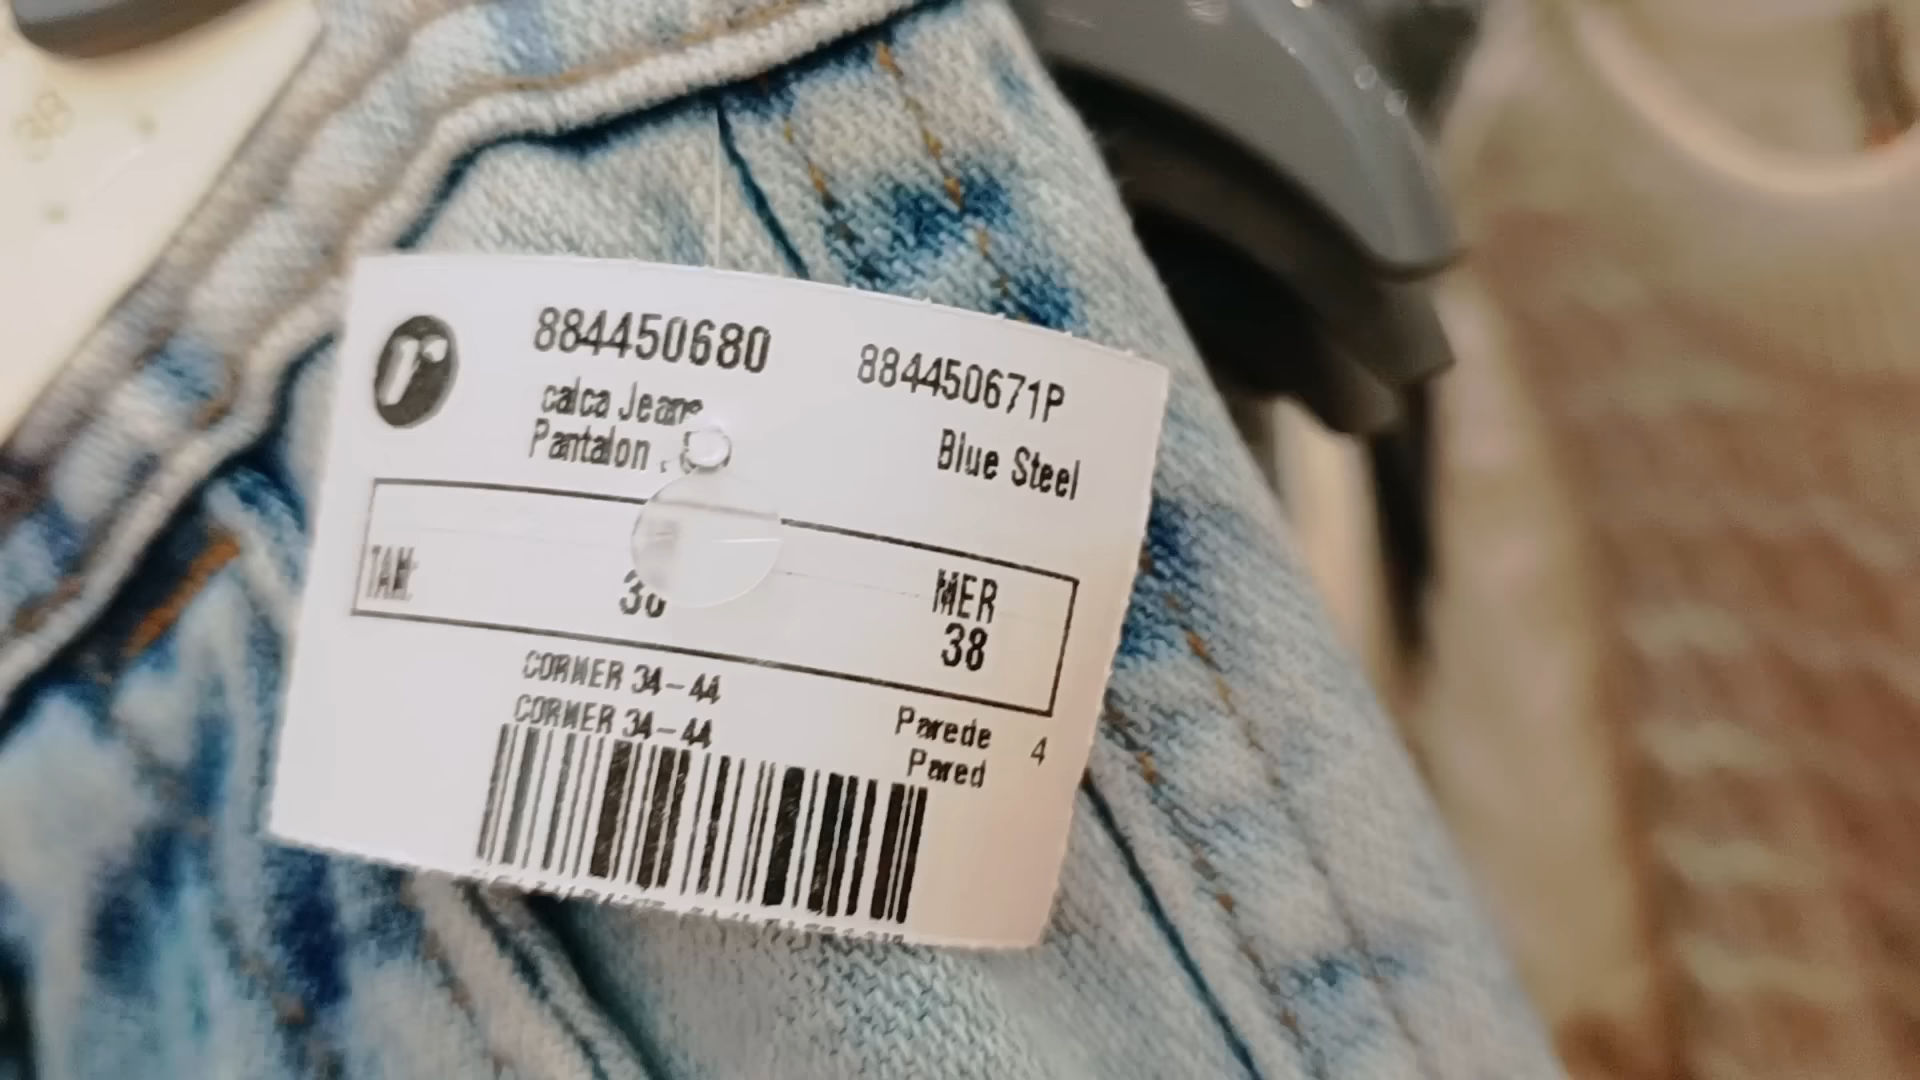 r
884450680 884450671P
calca Jeans
Pantalon . Blue Steel
TAM: MER
38
CORNER 34-44
CORNER 34-44
Parede 4
Pared